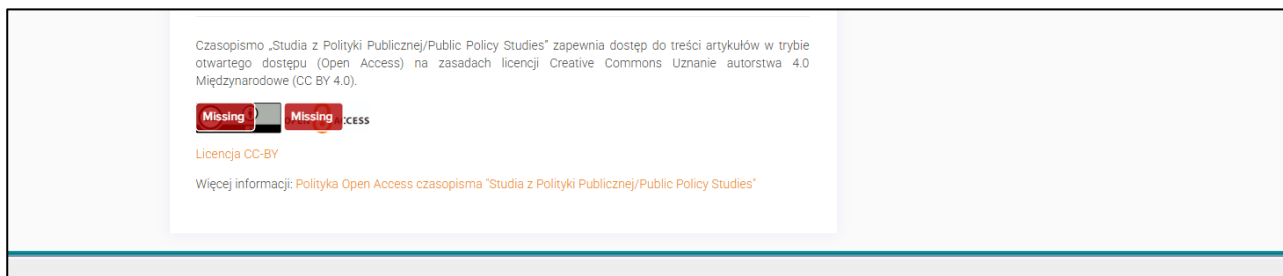 Czasopismo „Studia z Polityki Publicznej/Public Policy Studies” zapewnia dostęp do treści artykułów w trybie
otwartego dostępu (Open Access) na zasadach licencji Creative Commons Uznanie autorstwa 4.0
Międzynarodowe (CC BY 4.0).
Missing Missing
Licencja CC-BY
Więcej informacji: Polityka Open Access czasopisma "Studia z Polityki Publicznej/Public Policy Studies"